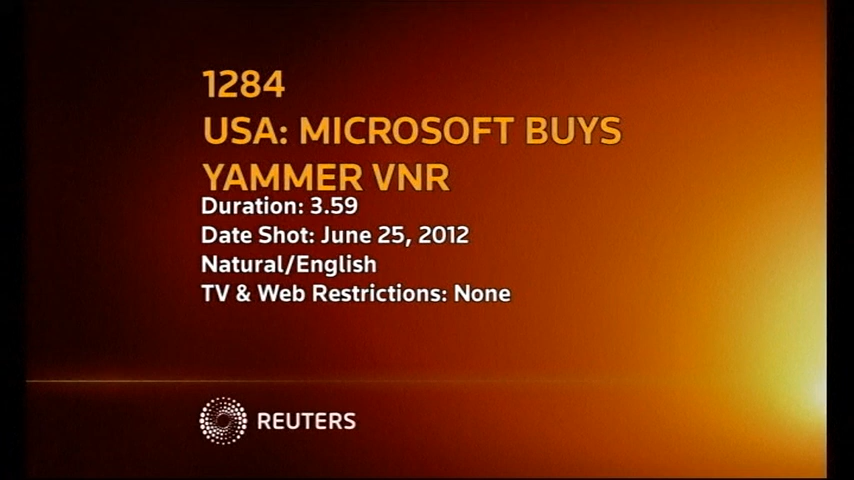 1284
USA: MICROSOFT BUYS
YAMMER VNR
Duration: 3.59
Date Shot: June 25, 2012
Natural/English
TV & Web Restrictions: None
REUTERS